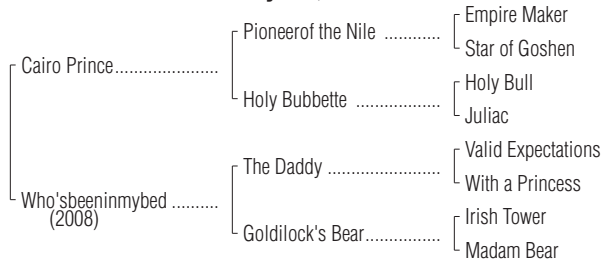 Empire Maker
Pioneerof the Nile ............
Star of Goshen
Cairo Prince.......................
Holy Bull
Holy Bubbette ..................
Juliac
Valid Expectations
The Daddy ........................
With a Princess
Who'sbeeninmybed ..........
(2008)
Irish Tower
Goldilock's Bear................
Madam Bear